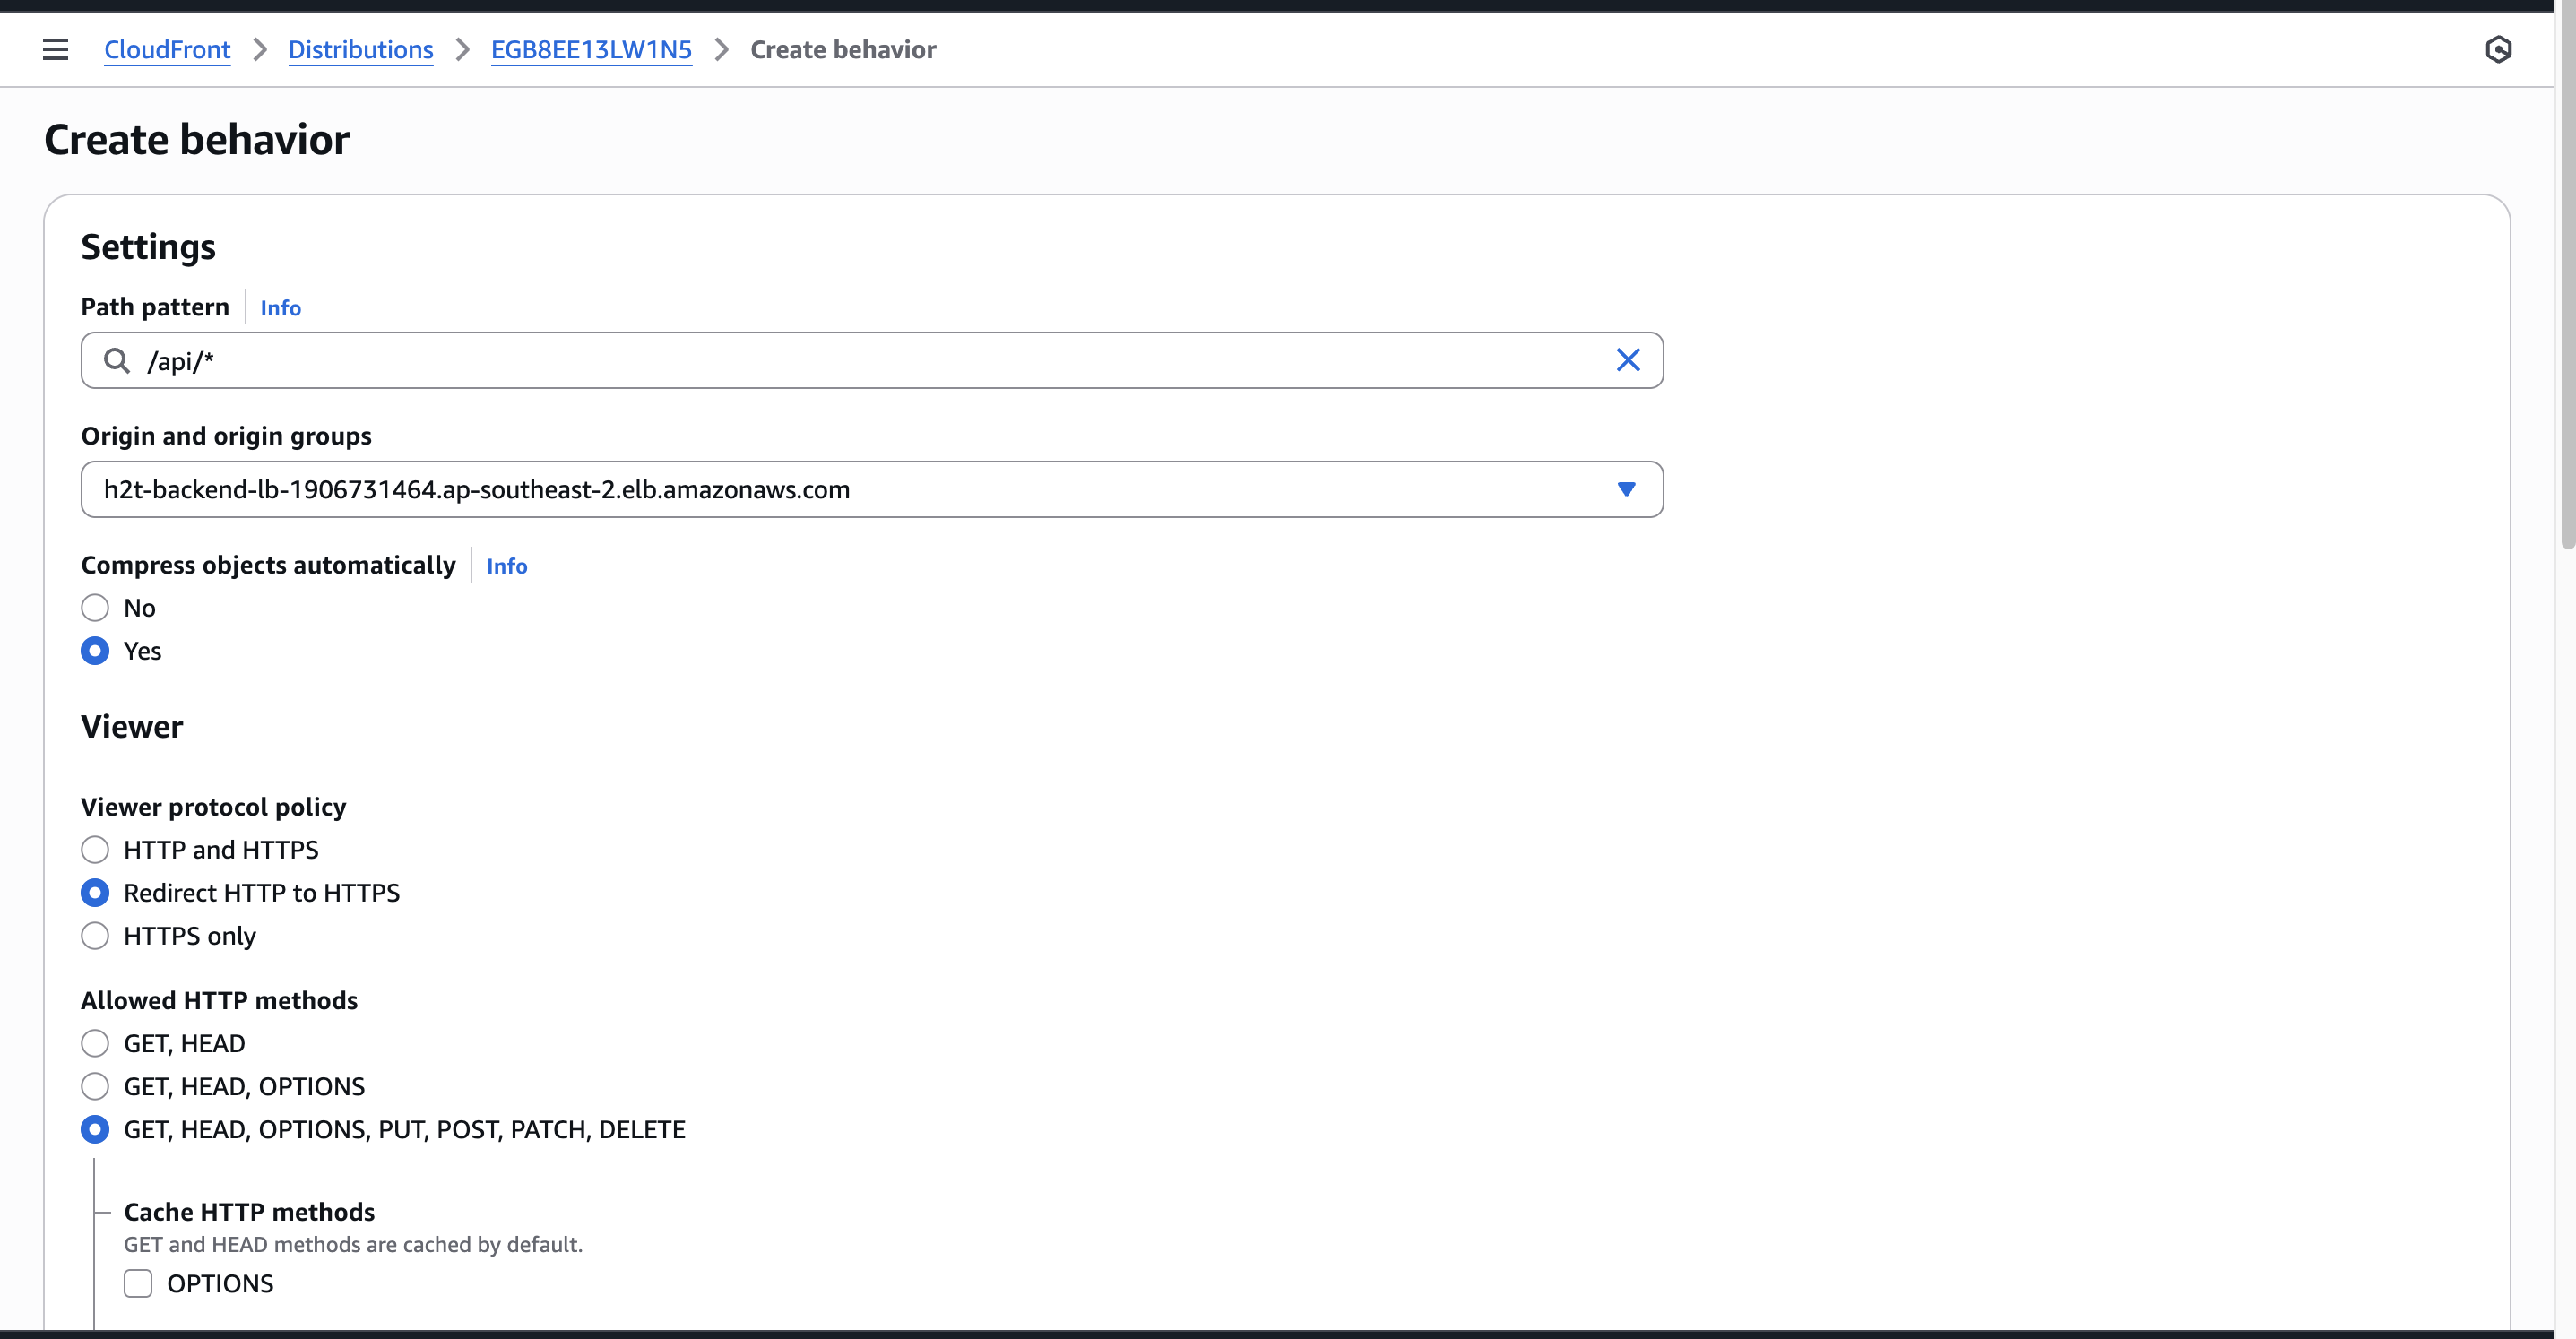 CloudFront > Distributions > EGB8EE13LW1N5 > Create behavior
Create behavior
Settings
Path pattern Info
/api/*
Origin and origin groups
h2t-backend-lb-1906731464.ap-southeast-2.elb.amazonaws.com
Compress objects automatically Info
No
Yes
Viewer
Viewer protocol policy
HTTP and HTTPS
Redirect HTTP to HTTPS
HTTPS only
Allowed HTTP methods
GET, HEAD
GET, HEAD, OPTIONS
GET, HEAD, OPTIONS, PUT, POST, PATCH, DELETE
Cache HTTP methods
GET and HEAD methods are cached by default.
OPTIONS